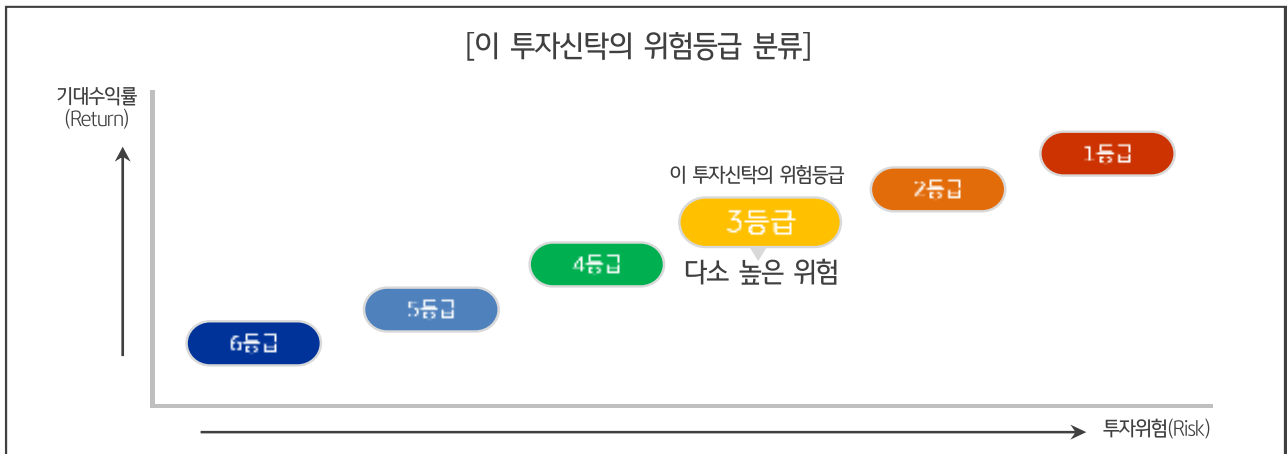 [이 투자신탁의 위험등급 분류]
기대수익률
(Return)
1등급
이 투자신탁의 위험등급
2등급
3등급
4등급
다소 높은 위험
5등급
6등급
투자위험(Risk)